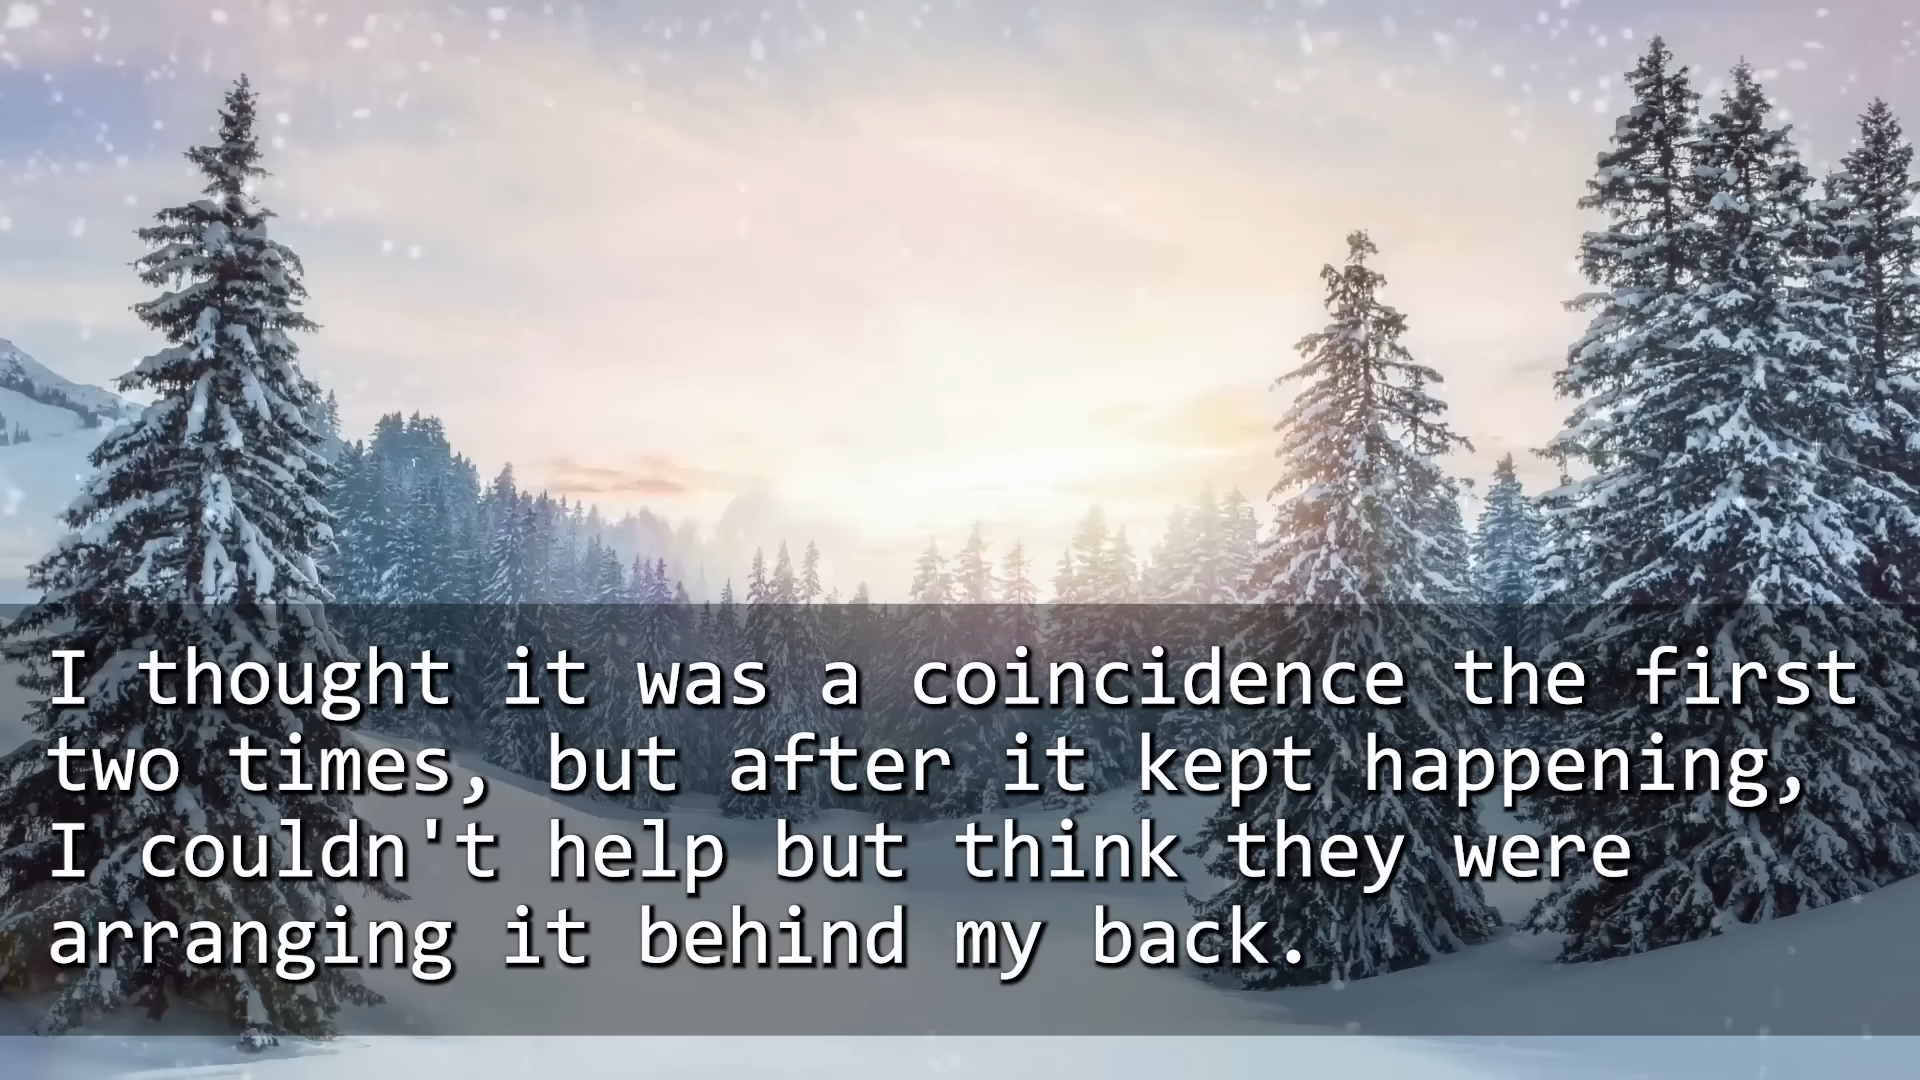 I thought it was a coincidence the first
two times, but after it kept happening,
I couldn't help but think they were
arranging it behind my back.